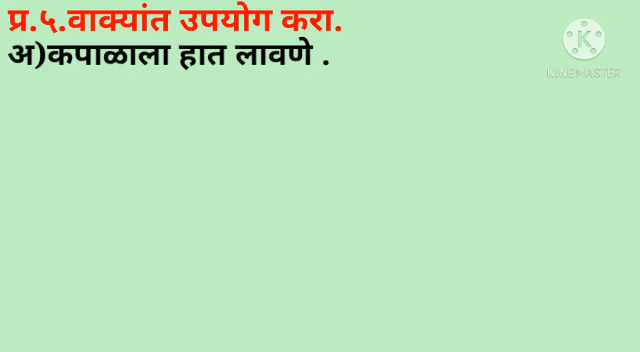 प्र.५.वाक्यांत उपयोग करा.
अ)कपाळाला हात लावणे .
KINEMASTER